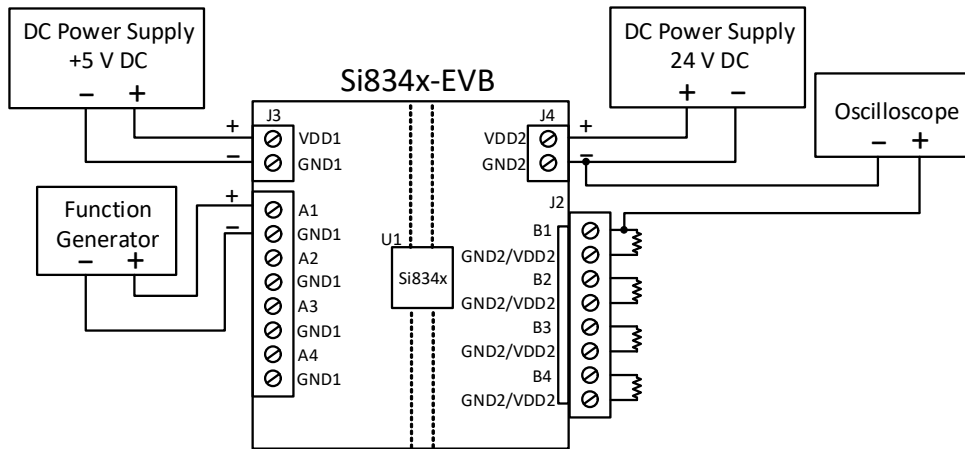 DC Power Supply
+5 V DC
− +
Si834x-EVB
DC Power Supply
24 V DC
+ −
Oscilloscope
− +
J3
+
VDD1
−
GND1
J4
VDD2
+
GND2
−
Function
Generator
− +
+
A1
−
GND1
A2
GND1
A3
GND1
A4
GND1
U1
Si834x
J2
B1
GND2/VDD2
B2
GND2/VDD2
B3
GND2/VDD2
B4
GND2/VDD2